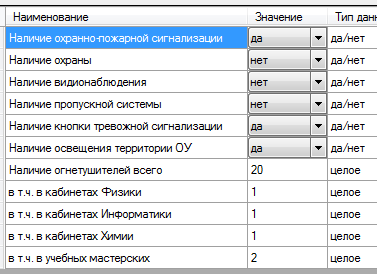 Наименование Значение Тип дан
Наличие охранно-пожарной сигнализации да да/нет
Наличие охраны нет да/нет
Наличие видионаблюдения нет да/нет
Наличие пропускной системы нет да/нет
Наличие кнопки тревожной сигнализации да да/нет
Наличие освещения территории ОУ да да/нет
Наличие огнетушителей всего 20 целое
в т.ч. в кабинетах Физики 1 целое
в т.ч. в кабинетах Информатики 1 целое
в т.ч. в кабинетах Химии 1 целое
в т.ч. в учебных мастерских 2 целое